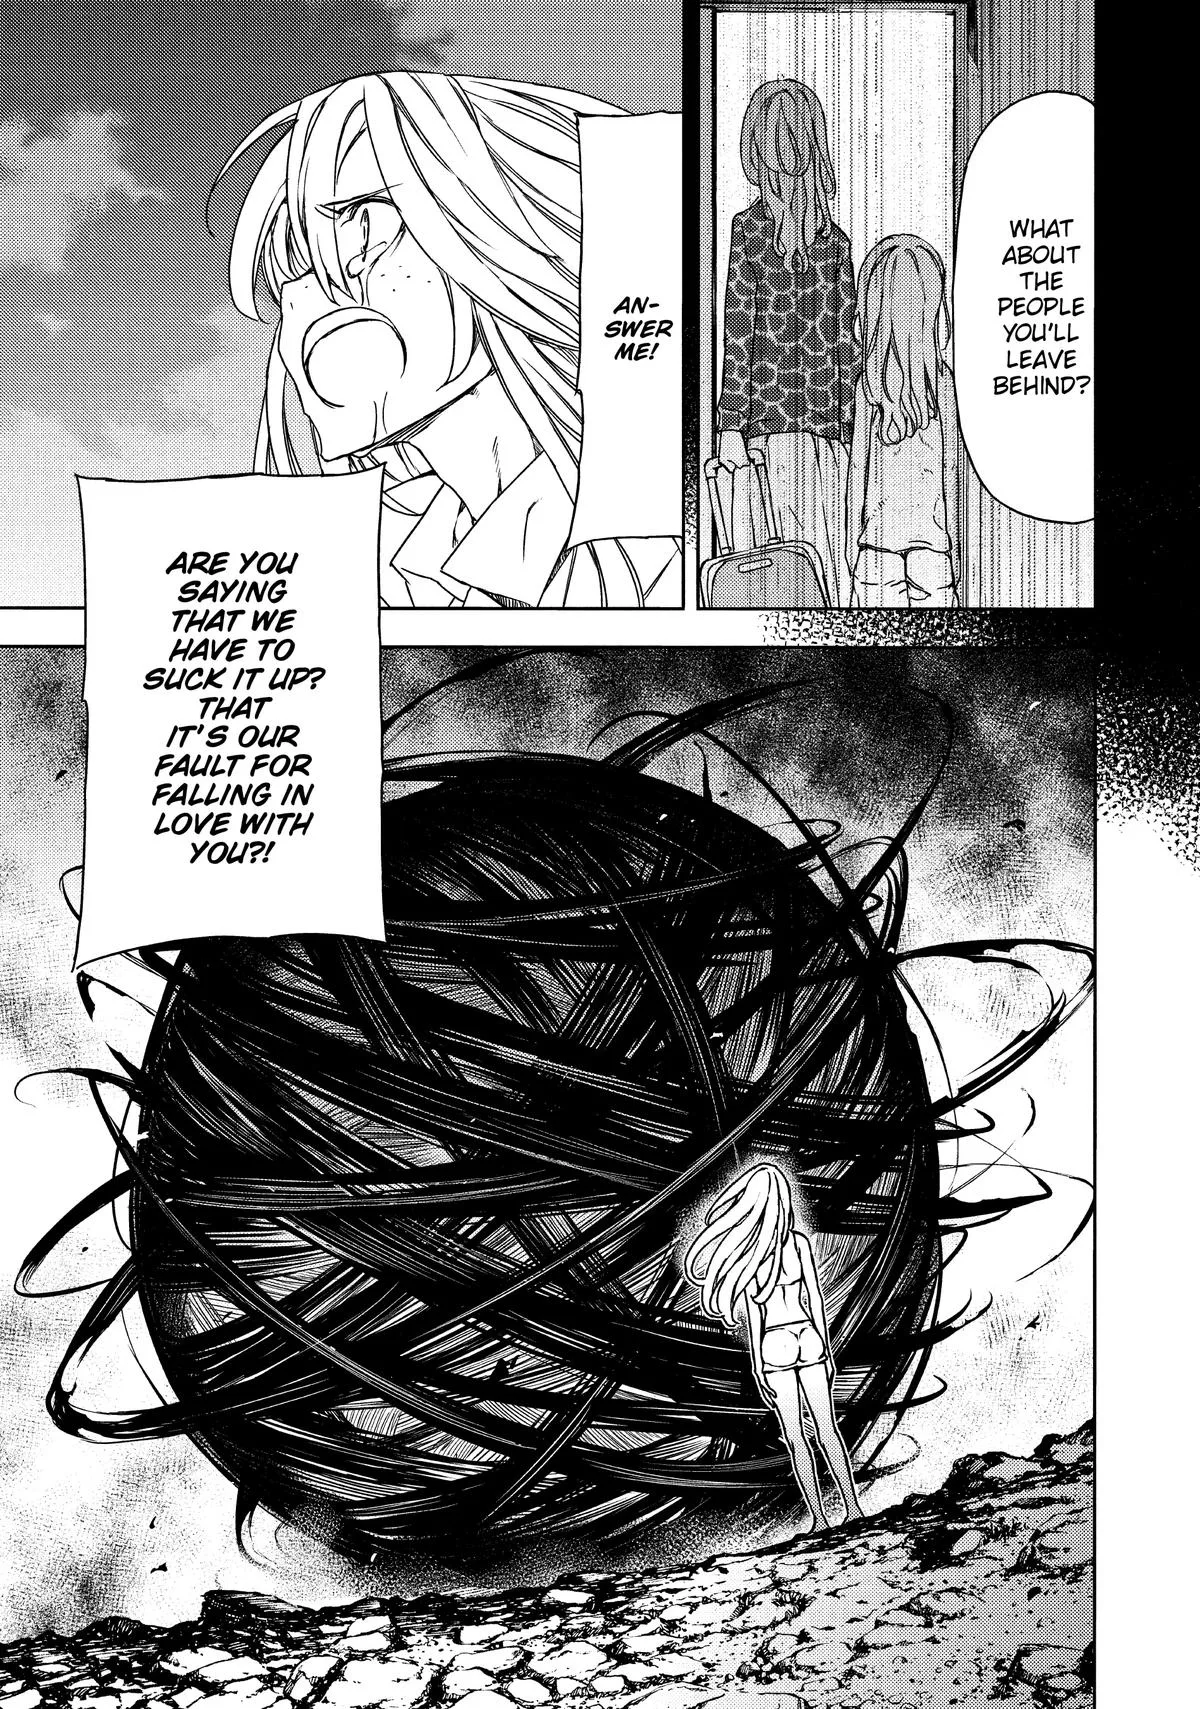 WHAT
ABOUT
THE
PEOPLE
YOU'LL
LEAVE
BEHIND?
AN-
SWER
ME!
ARE YOU
SAYING
THAT WE
HAVE TO
SUCK IT UP?
THAT
IT'S OUR
FAULT FOR
FALLING IN
LOVE WITH
YOU?!